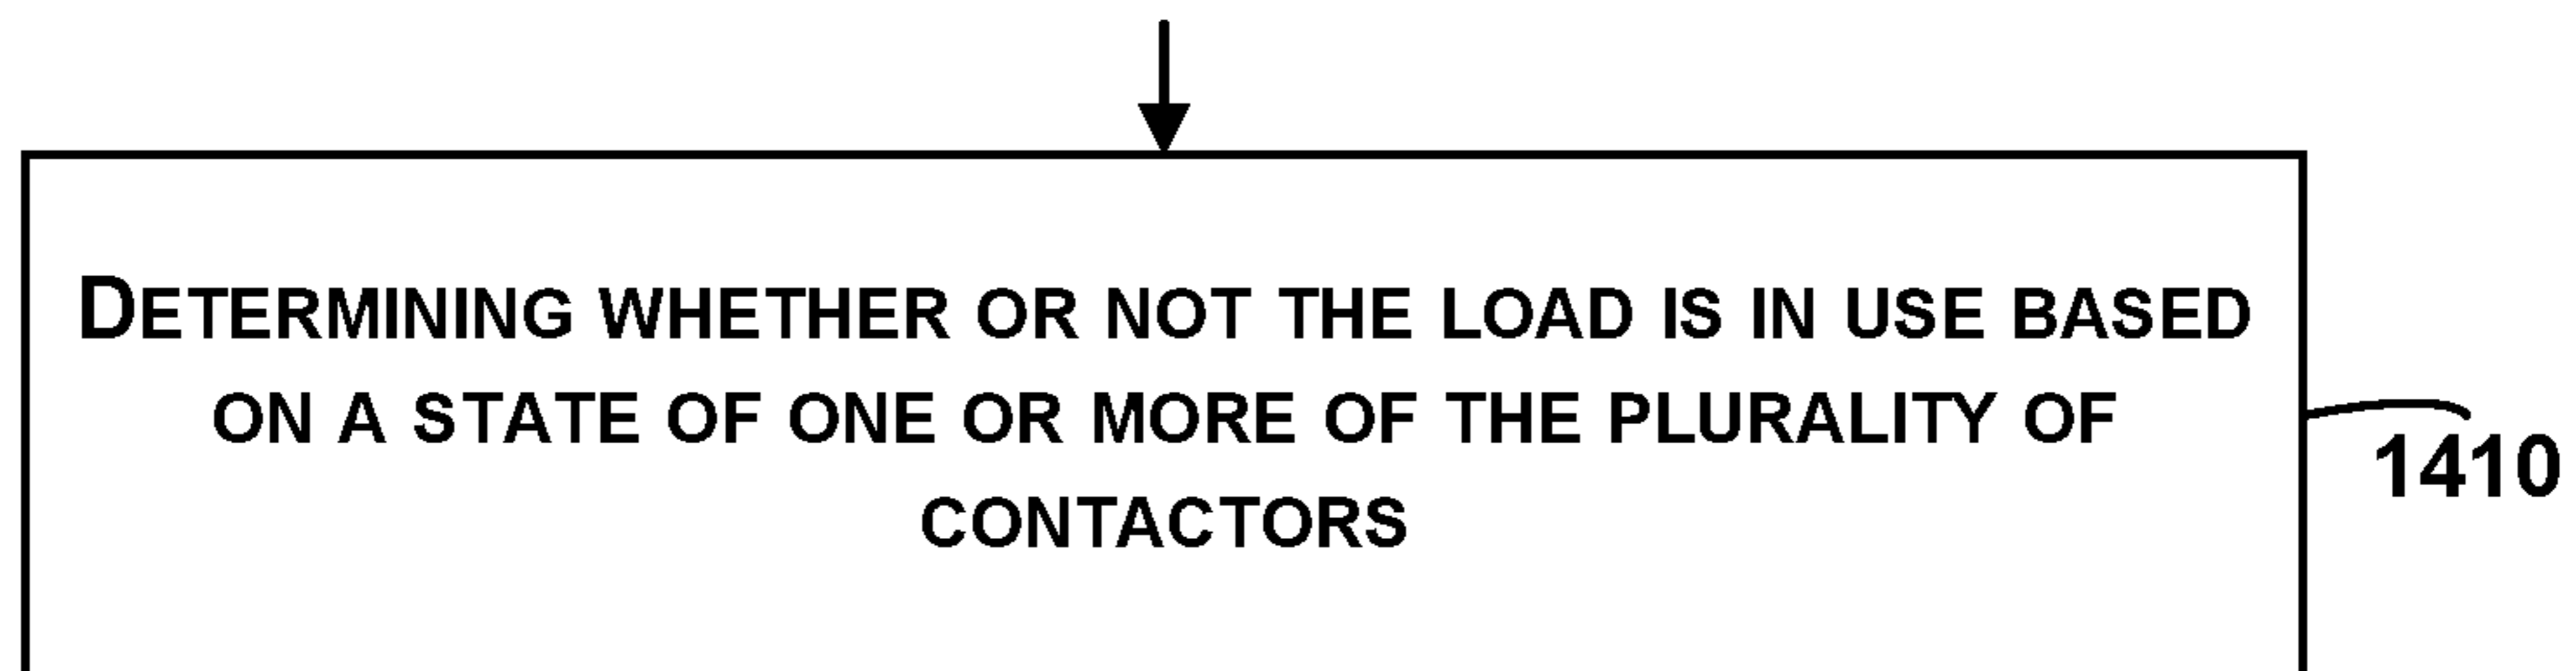 DETERMINING WHETHER OR NOT THE LOAD IS IN USE BASED
ON A STATE OF ONE OR MORE OF THE PLURALITY OF
CONTACTORS
1410